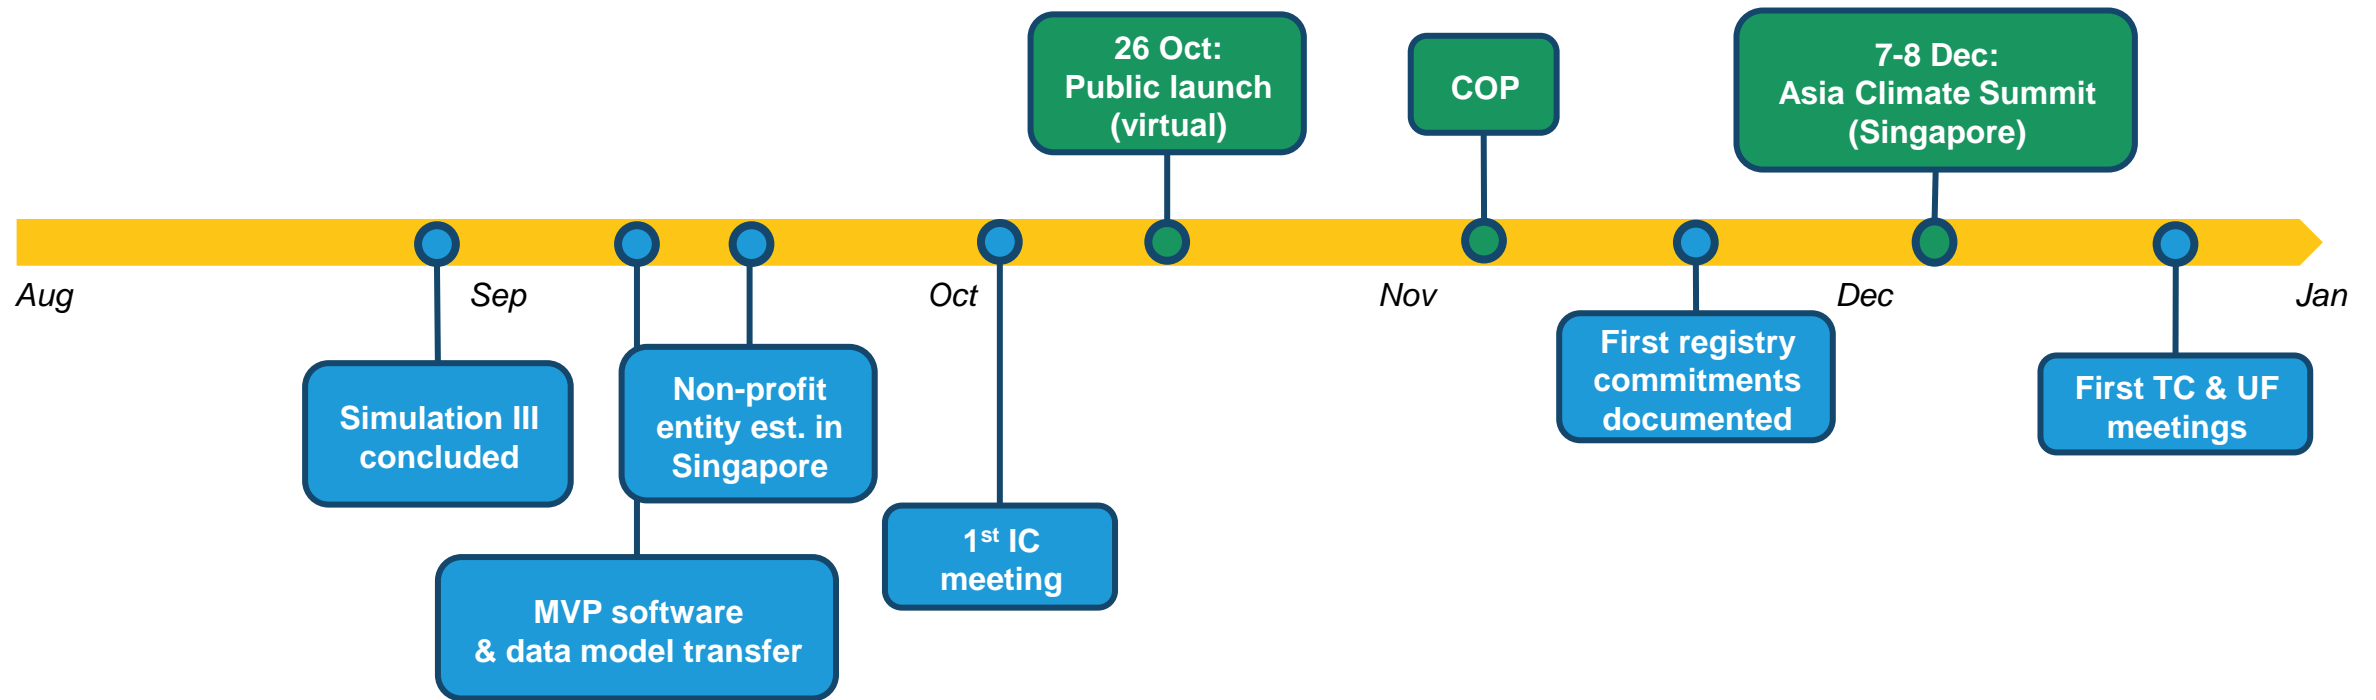 26 Oct:
Public launch
(virtual)
COP
7-8 Dec:
Asia Climate Summit
(Singapore)
Aug
Sep
Oct
Nov
Dec
Jan
Simulation III
concluded
MVP software
& data model transfer
Non-profit
entity est. in
Singapore
1st IC
meeting
First registry
commitments
documented
First TC & UF
meetings